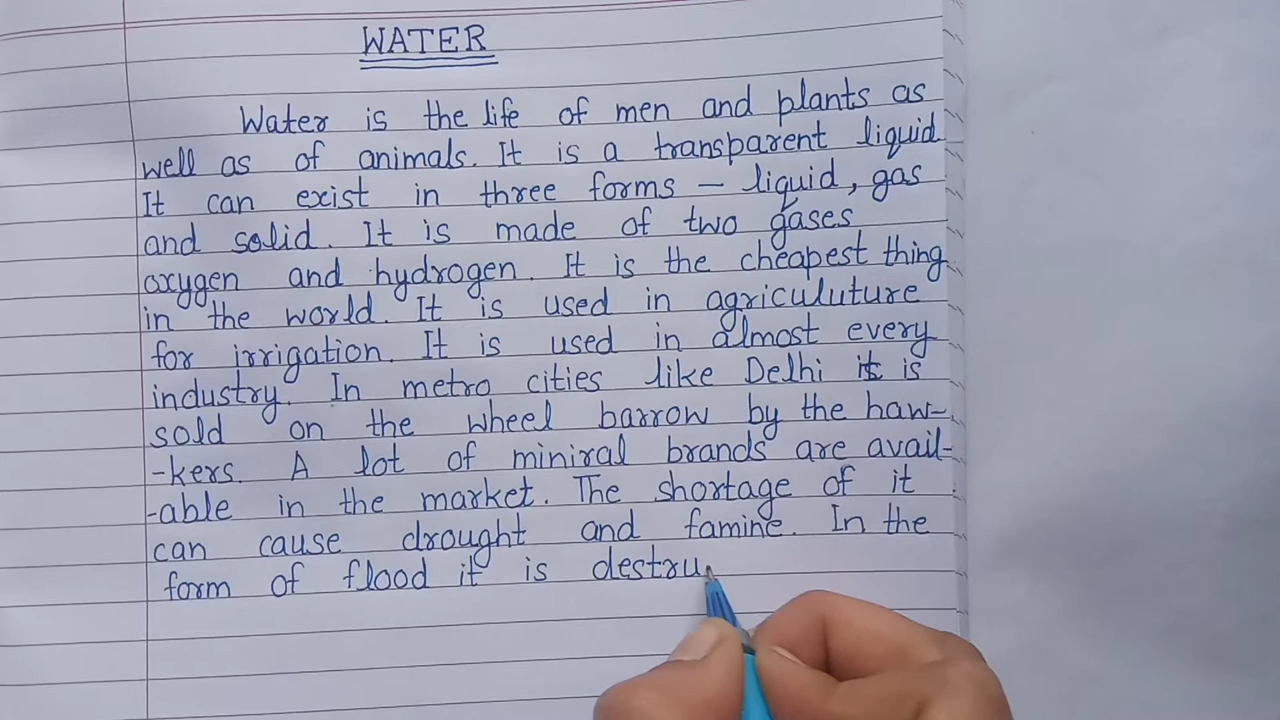 WATER
Water is the life of men and plants as
well as of animals. It is a transparent liquid
It can exist in three forms – liquid, gas
and solid. It is made of two gases
oxygen and hydrogen. It is the cheapest thing
in the world. It is used in agricululture
for irrigation. It is used in almost every
industry. In metro cities like Delhi it is
sold on the wheel barrow by the haw-
-kers. A lot of miniral brands are avail-
-able in the market. The shortage of it
can cause drought and famine. In the
form of flood it is destru